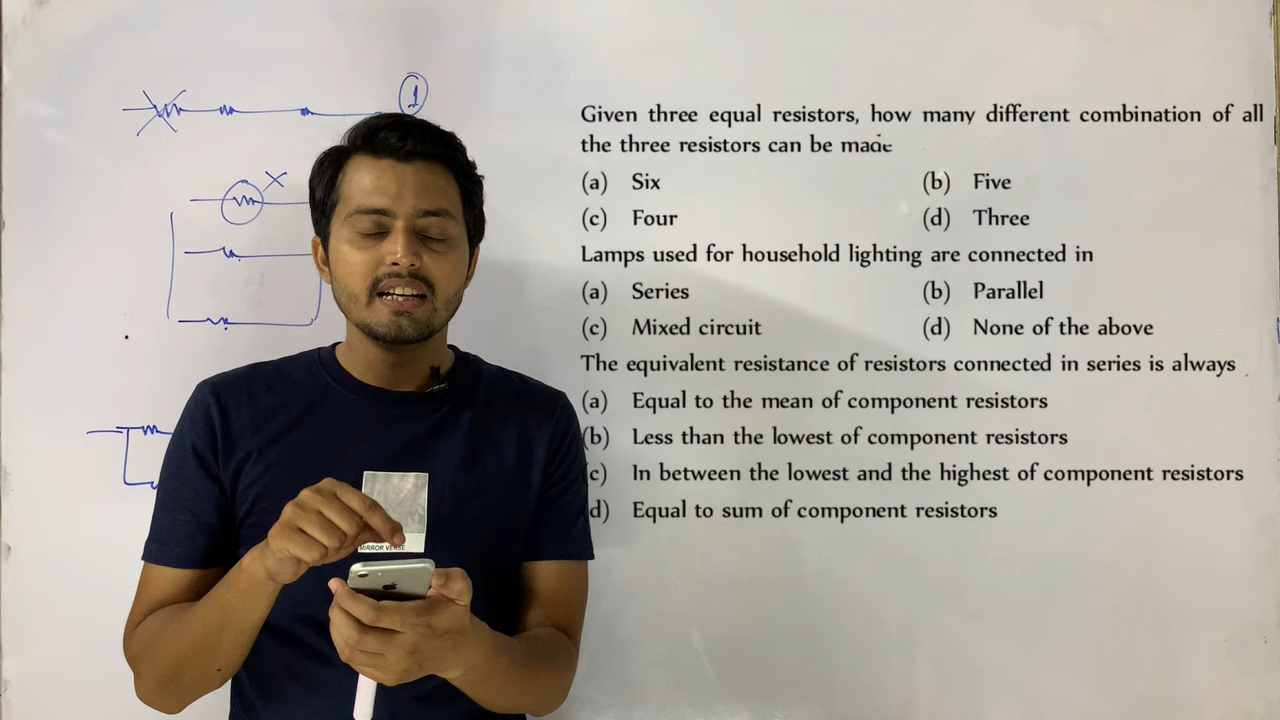 1
Given three equal resistors, how many different combination of all
the three resistors can be made
(a) Six (b) Five
(c) Four (d) Three
Lamps used for household lighting are connected in
(a) Series (b) Parallel
(c) Mixed circuit (d) None of the above
The equivalent resistance of resistors connected in series is always
(a) Equal to the mean of component resistors
(b) Less than the lowest of component resistors
c) In between the lowest and the highest of component resistors
d) Equal to sum of component resistors
MIRROR VERSE